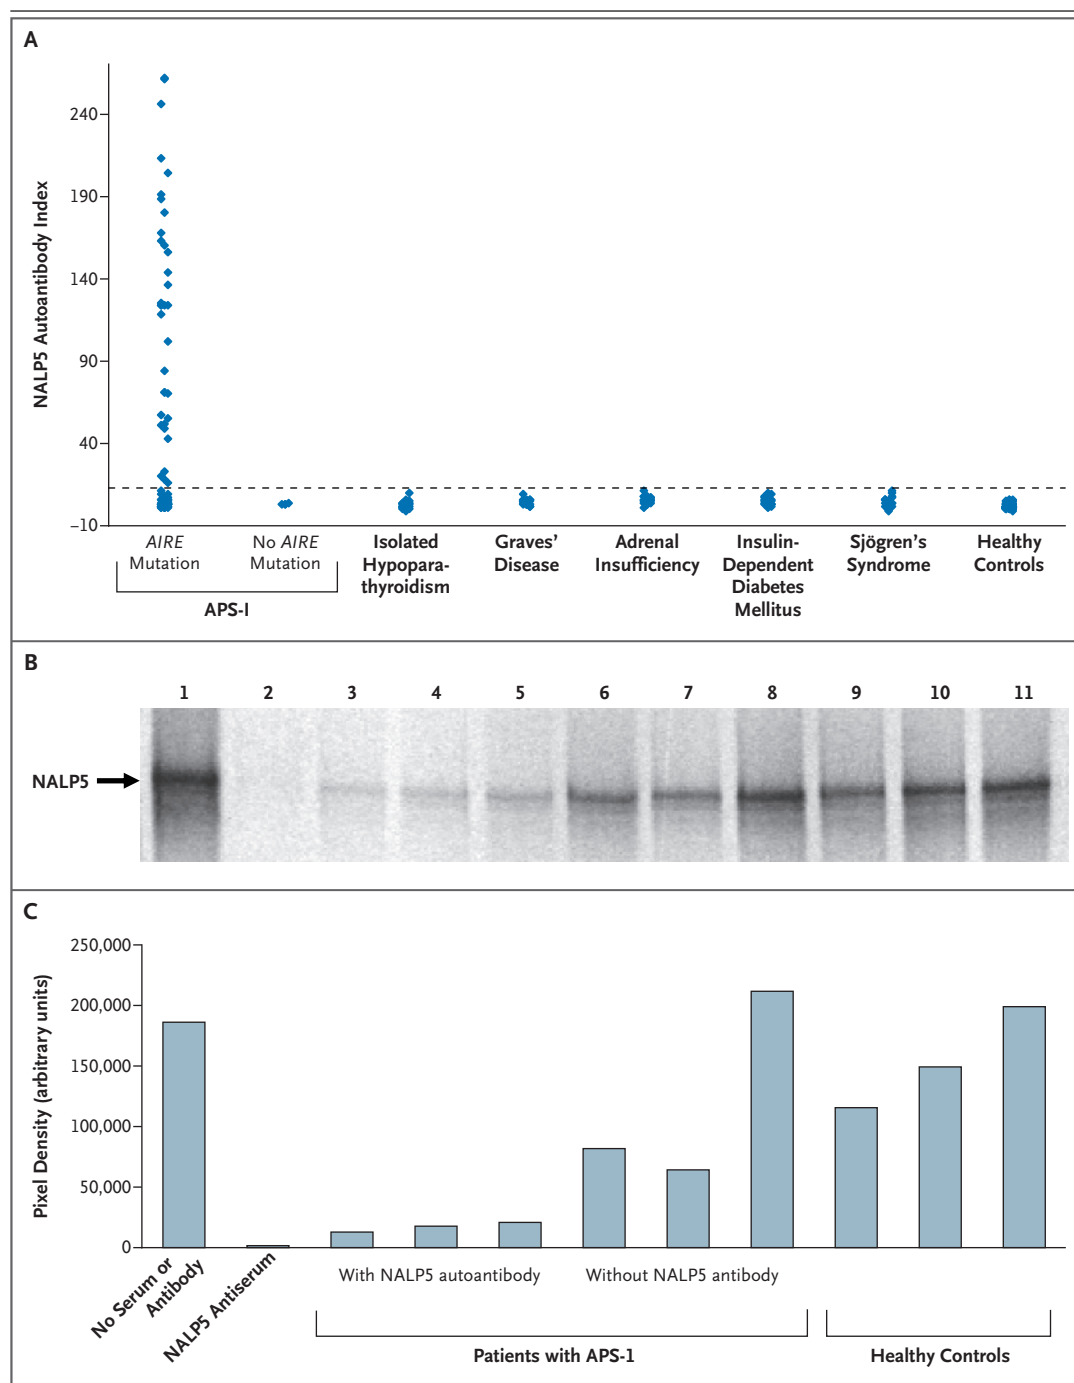 A
NALP5 Autoantibody Index
240
190
140
90
40
–10
AIRE
Mutation
No AIRE
Mutation
APS-I
Isolated
Hypopara-
thyroidism
Graves’
Disease
Adrenal
Insufficiency
Insulin-
Dependent
Diabetes
Mellitus
Sjögren’s
Syndrome
Healthy
Controls
B
1 2 3 4 5 6 7 8 9 10 11
NALP5
C
Pixel Density (arbitrary units)
250,000
200,000
150,000
100,000
50,000
0
No Serum or
Antibody
NALP5 Antiserum
With NALP5 autoantibody
Without NALP5 antibody
Patients with APS-1
Healthy Controls